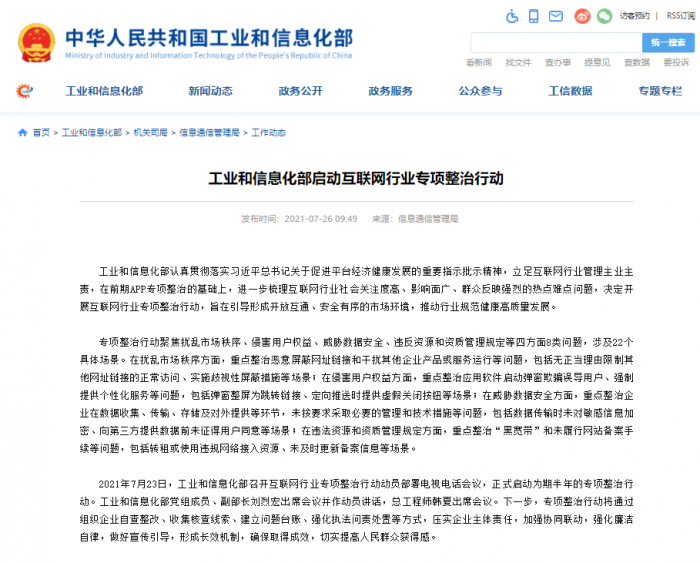 访客预约 | RSS订阅
中华人民共和国工业和信息化部
Ministry of Industry and Information Technology of the People's Republic of China
统一搜索
看新闻 找文件 查办事 提意见 查数据 要投诉
工业和信息化部 新闻动态 政务公开 政务服务 公众参与 工信数据 专题专栏
首页 > 工业和信息化部 > 机关司局 > 信息通信管理局 > 工作动态
工业和信息化部启动互联网行业专项整治行动
发布时间：2021-07-26 09:49 来源：信息通信管理局
工业和信息化部认真贯彻落实习近平总书记关于促进平台经济健康发展的重要指示批示精神，立足互联网行业管理主业主
责，在前期APP专项整治的基础上，进一步梳理互联网行业社会关注度高、影响面广、群众反映强烈的热点难点问题，决定开
展互联网行业专项整治行动，旨在引导形成开放互通、安全有序的市场环境，推动行业规范健康高质量发展。
专项整治行动聚焦扰乱市场秩序、侵害用户权益、威胁数据安全、违反资源和资质管理规定等四方面8类问题，涉及22个
具体场景。在扰乱市场秩序方面，重点整治恶意屏蔽网址链接和干扰其他企业产品或服务运行等问题，包括无正当理由限制其
他网址链接的正常访问、实施歧视性屏蔽措施等场景；在侵害用户权益方面，重点整治应用软件启动弹窗欺骗误导用户、强制
提供个性化服务等问题，包括弹窗整屏为跳转链接、定向推送时提供虚假关闭按钮等场景；在威胁数据安全方面，重点整治企
业在数据收集、传输、存储及对外提供等环节，未按要求采取必要的管理和技术措施等问题，包括数据传输时未对敏感信息加
密、向第三方提供数据前未征得用户同意等场景；在违反资源和资质管理规定方面，重点整治“黑宽带”和未履行网站备案手
续等问题，包括转租或使用违规网络接入资源、未及时更新备案信息等场景。
2021年7月23日，工业和信息化部召开互联网行业专项整治行动动员部署电视电话会议，正式启动为期半年的专项整治行
动。工业和信息化部党组成员、副部长刘烈宏出席会议并作动员讲话，总工程师韩夏出席会议。下一步，专项整治行动将通过
组织企业自查整改、收集核查线索、建立问题台账、强化执法问责处置等方式，压实企业主体责任，加强协同联动，强化廉洁
自律，做好宣传引导，形成长效机制，确保取得成效，切实提高人民群众获得感。